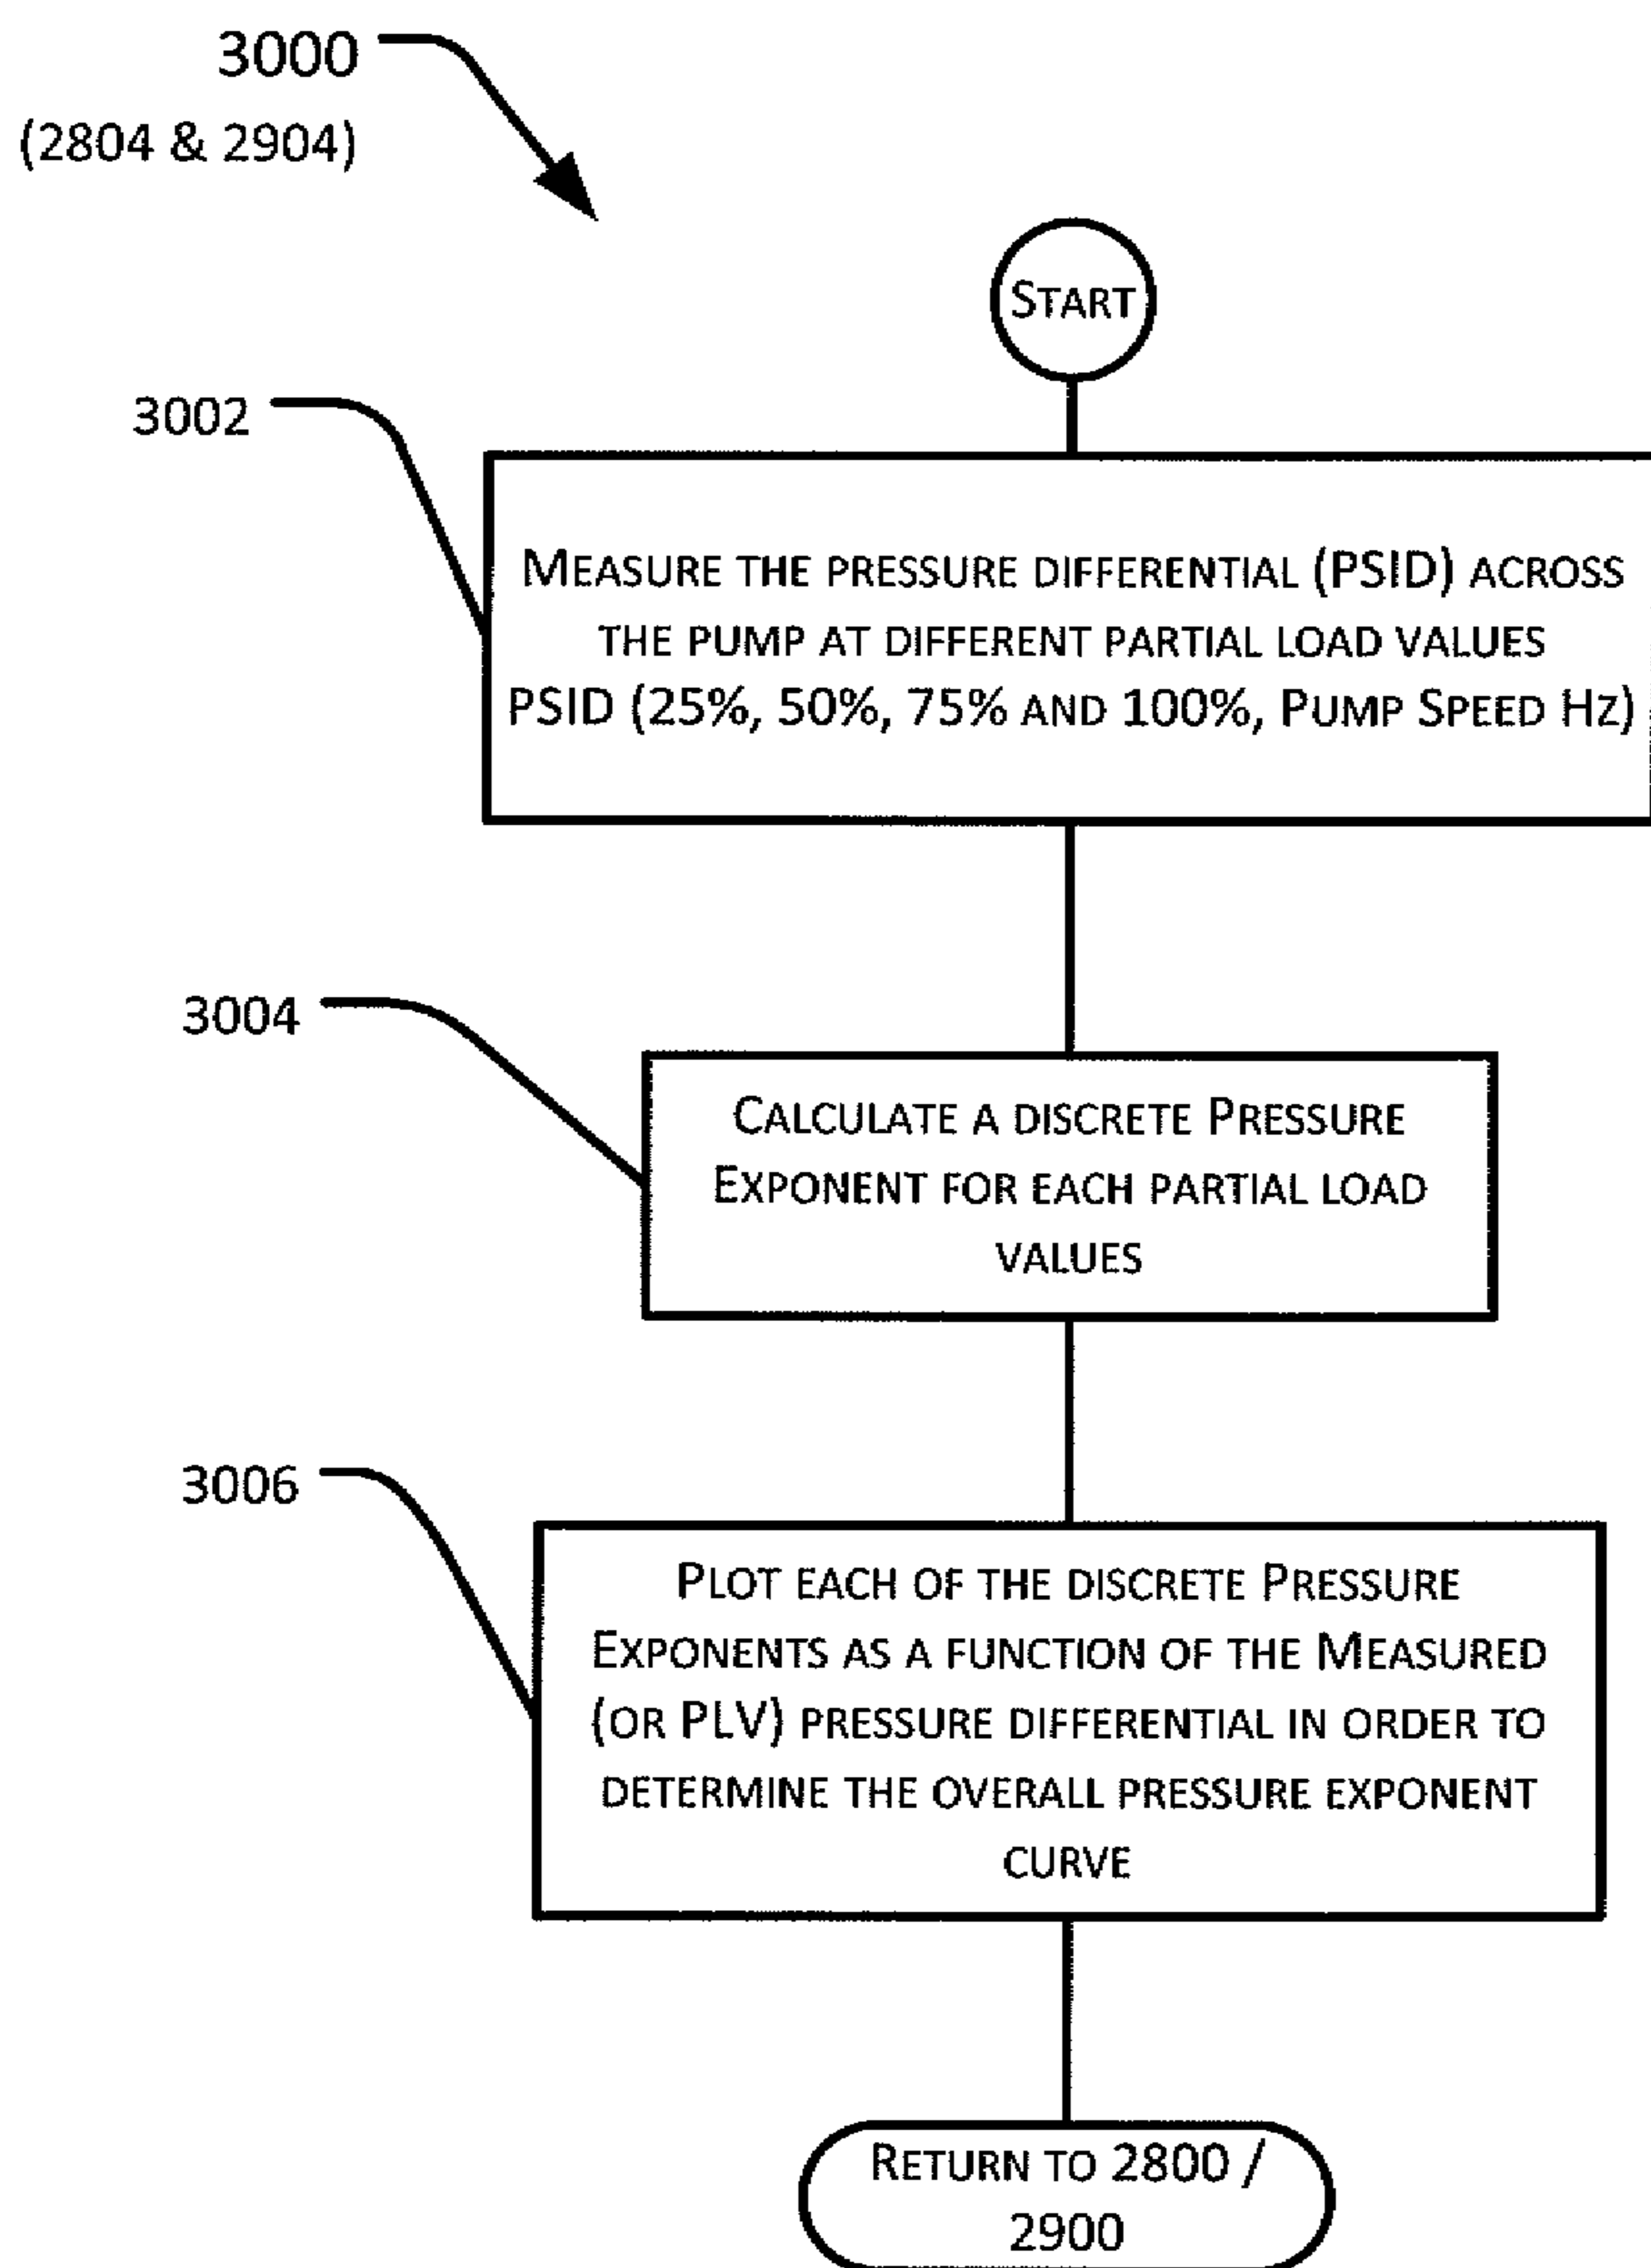 3000
(2804 & 2904)
START
3002
MEASURE THE PRESSURE DIFFERENTIAL (PSID) ACROSS
THE PUMP AT DIFFERENT PARTIAL LOAD VALUES
PSID (25%, 50%, 75% AND 100%, PUMP SPEED HZ)
3004
CALCULATE A DISCRETE PRESSURE
EXPONENT FOR EACH PARTIAL LOAD
VALUES
3006
PLOT EACH OF THE DISCRETE PRESSURE
EXPONENTS AS A FUNCTION OF THE MEASURED
(OR PLV) PRESSURE DIFFERENTIAL IN ORDER TO
DETERMINE THE OVERALL PRESSURE EXPONENT
CURVE
RETURN TO 2800 /
2900